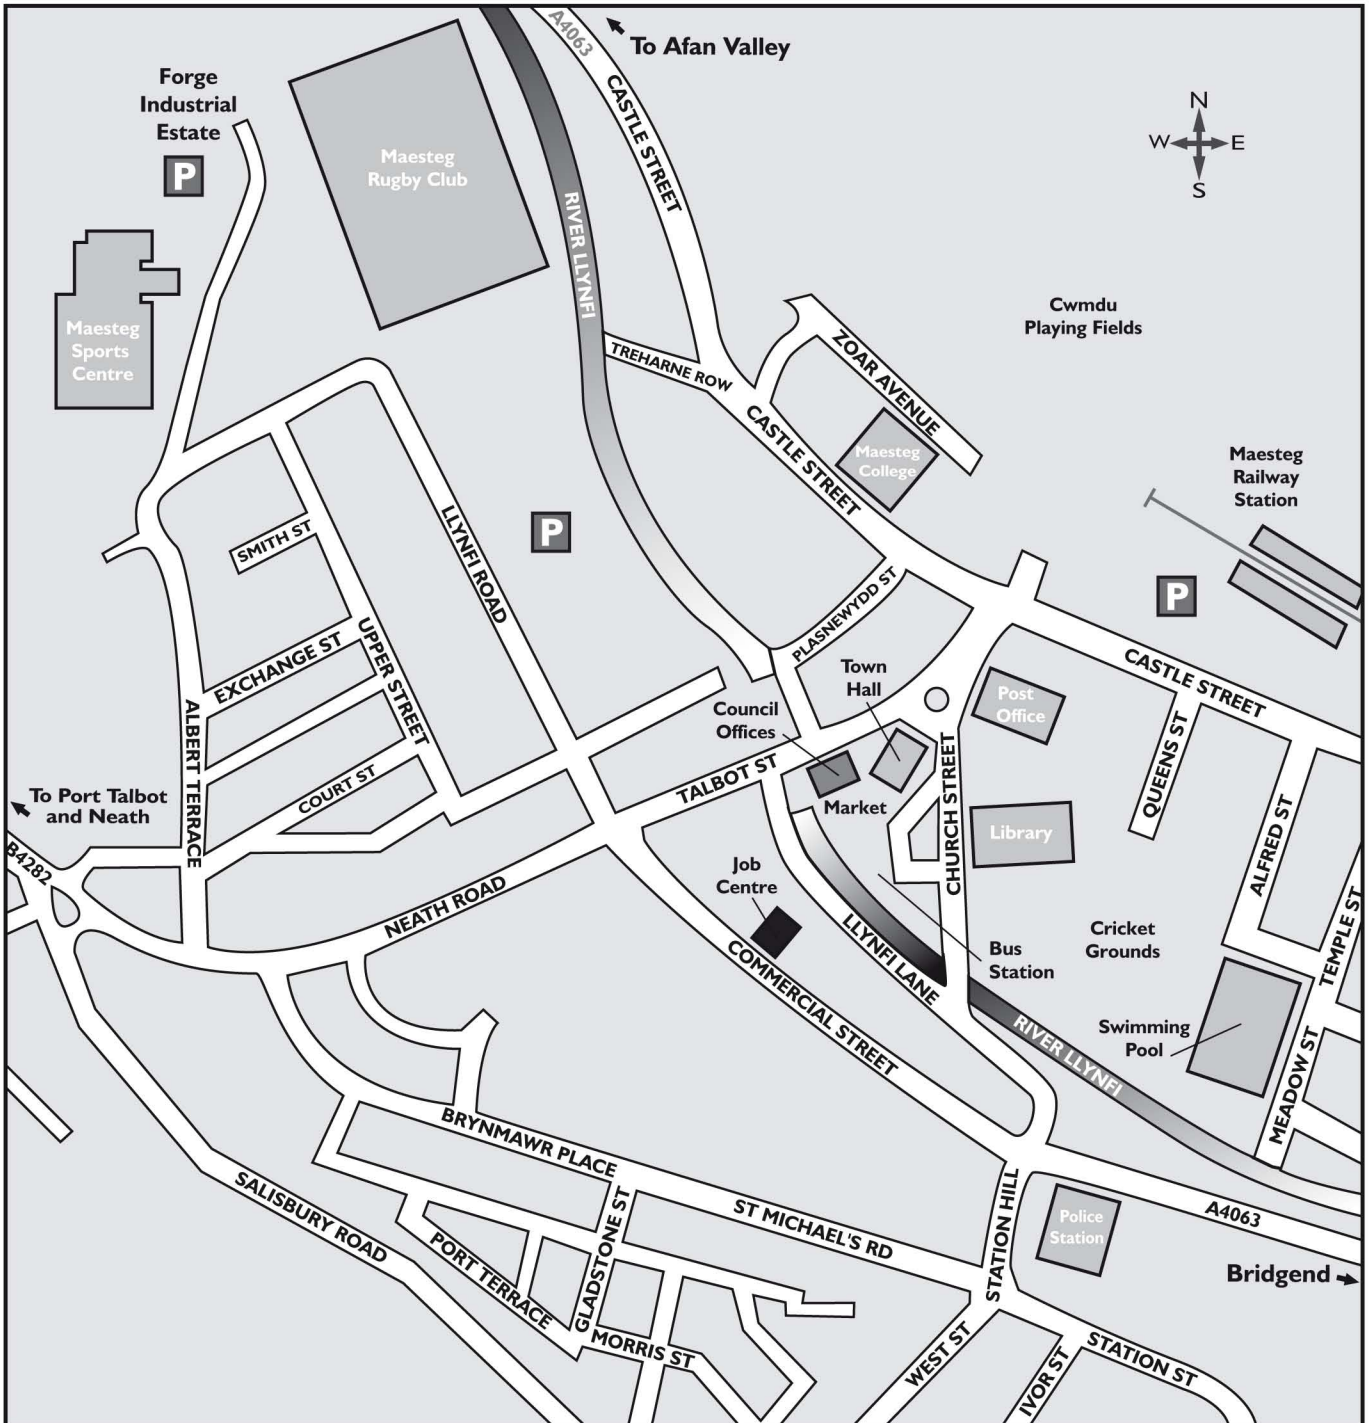 A4063
To Afan Valley
Forge
Industrial
Estate
P
CASTLE STREET
N
W
E
S
Maesteg
Rugby Club
RIVER LLYNFI
Maesteg
Sports
Centre
Cwmdu
Playing Fields
ZOAR AVENUE
TREHARNE ROW
CASTLE STREET
Maesteg
College
Maesteg
Railway
Station
P
SMITH ST
LLYNFI ROAD
P
PLASNEWYDD ST
EXCHANGE ST
UPPER STREET
Town
Hall
CASTLE STREET
Council
Offices
Post
Office
ALBERT TERRACE
QUEENS ST
COURT ST
TALBOT ST
To Port Talbot
and Neath
Market
CHURCH STREET
Library
ALFRED ST
B4282
Job
Centre
NEATH ROAD
LLYNFI LANE
Bus
Station
Cricket
Grounds
TEMPLE ST
COMMERCIAL STREET
RIVER LLYNFI
Swimming
Pool
MEADOW ST
BRYNMAWR PLACE
SALISBURY ROAD
ST MICHAEL'S RD
STATION HILL
Police
Station
A4063
Bridgend
PORT TERRACE
GLADSTONE ST
MORRIS ST
WEST ST
IVOR ST
STATION ST